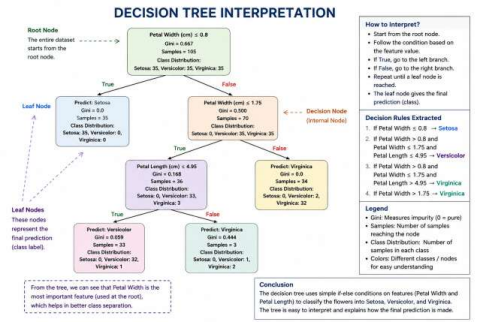 DECISION TREE INTERPRETATION
Root Node
The entire dataset
starts from the
root node.
Petal Width (cm) ≤ 0.8
Gini = 0.667
Samples = 105
Class Distribution:
Setosa: 35, Versicolor: 35, Virginica: 35
True
False
Leaf Node
Predict: Setosa
Gini = 0.0
Samples = 35
Class Distribution:
Setosa: 35, Versicolor: 0,
Virginica: 0
Petal Width (cm) ≤ 1.75
Gini = 0.500
Samples = 70
Class Distribution:
Setosa: 0, Versicolor: 35, Virginica: 35
Decision Node
(Internal Node)
True
False
Petal Length (cm) ≤ 4.95
Gini = 0.168
Samples = 36
Class Distribution:
Setosa: 0, Versicolor: 33,
Virginica: 3
Predict: Virginica
Gini = 0.0
Samples = 34
Class Distribution:
Setosa: 0, Versicolor: 2,
Virginica: 32
Leaf Nodes
These nodes
represent the
final prediction
(class label).
True
False
Predict: Versicolor
Gini = 0.059
Samples = 33
Class Distribution:
Setosa: 0, Versicolor: 32,
Virginica: 1
Predict: Virginica
Gini = 0.444
Samples = 3
Class Distribution:
Setosa: 0, Versicolor: 1,
Virginica: 2
From the tree, we can see that Petal Width is the
most important feature (used at the root),
which helps in better class separation.
How to Interpret?
• Start from the root node.
• Follow the condition based
on the feature value.
• If True, go to the left branch.
• If False, go to the right branch.
• Repeat until a leaf node is
reached.
• The leaf node gives the final
prediction (class).
Decision Rules Extracted
1. If Petal Width ≤ 0.8 → Setosa
2. If Petal Width > 0.8 and
Petal Width ≤ 1.75 and
Petal Length ≤ 4.95 → Versicolor
3. If Petal Width > 0.8 and
Petal Width ≤ 1.75 and
Petal Length > 4.95 → Virginica
4. If Petal Width > 1.75 → Virginica
Legend
• Gini: Measures impurity (0 = pure)
• Samples: Number of samples
reaching the node
• Class Distribution: Number of
samples in each class
• Colors: Different classes / nodes
for easy understanding
Conclusion
The decision tree uses simple if-else conditions on features (Petal Width and
Petal Length) to classify the flowers into Setosa, Versicolor, and Virginica.
The tree is easy to interpret and explains how the final prediction is made.